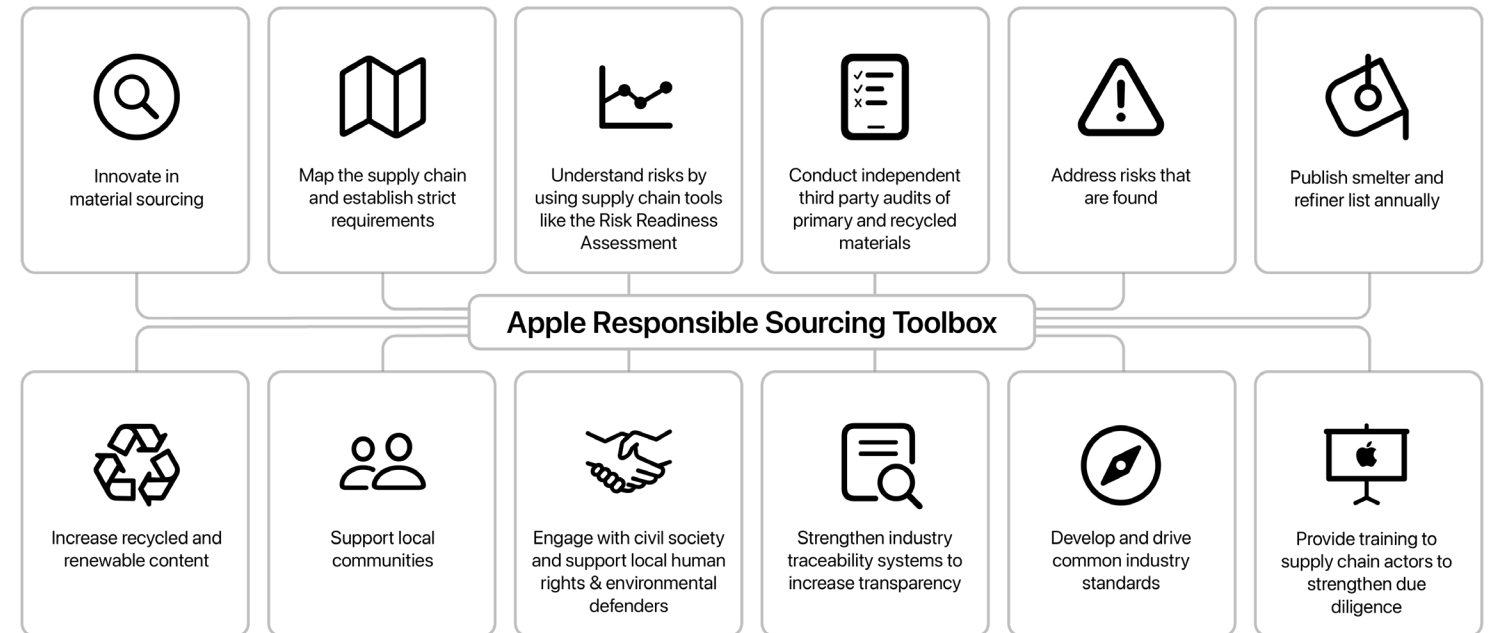 Innovate in
material sourcing
Map the supply chain
and establish strict
requirements
Understand risks by
using supply chain tools
like the Risk Readiness
Assessment
Conduct independent
third party audits of
primary and recycled
materials
Address risks that
are found
Publish smelter and
refiner list annually
Apple Responsible Sourcing Toolbox
Increase recycled and
renewable content
Support local
communities
Engage with civil society
and support local human
rights & environmental
defenders
Strengthen industry
traceability systems to
increase transparency
Develop and drive
common industry
standards
Provide training to
supply chain actors to
strengthen due
diligence